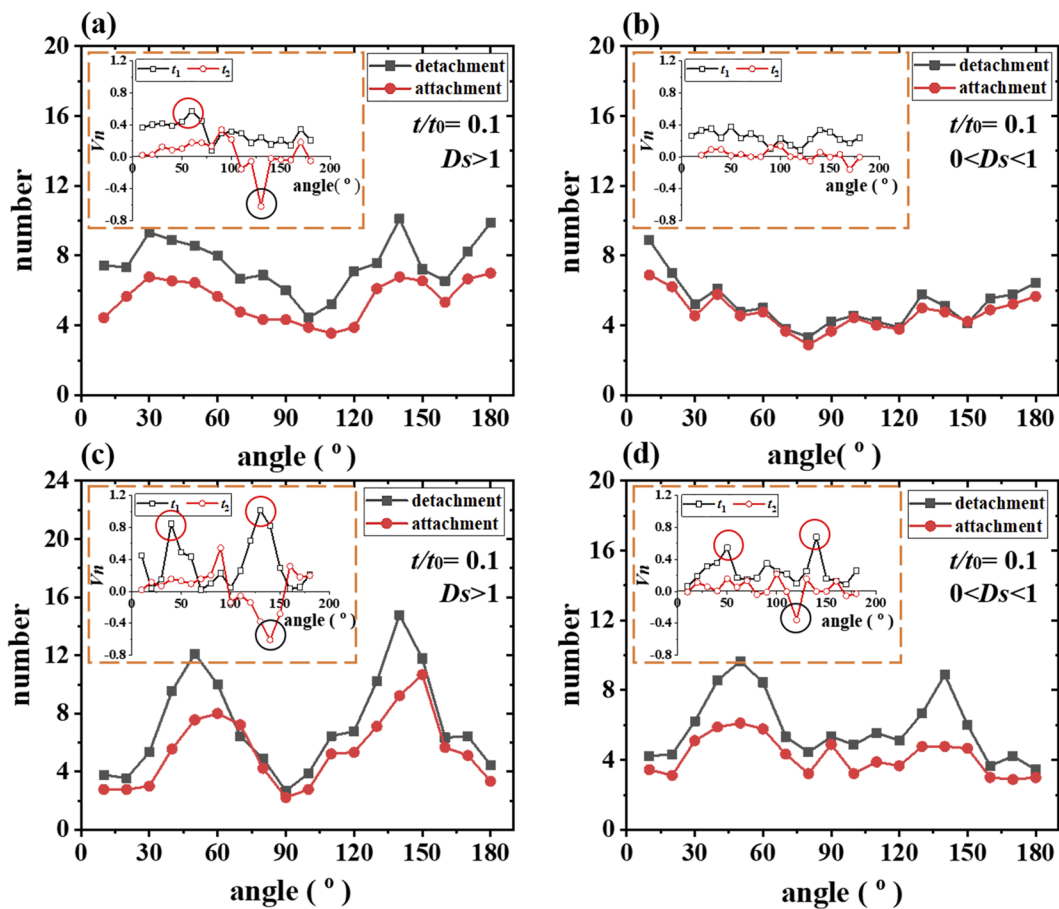 (a)
20
16
12
8
4
0
number
0 30 60 90 120 150 180
angle ( ° )
detachment
attachment
t/t0= 0.1
Ds>1
t1 t2
1.2
0.8
0.4
0.0
−0.4
−0.8
Vn
0 50 100 150 200
angle( ° )
(b)
20
16
12
8
4
0
number
0 30 60 90 120 150 180
angle( ° )
detachment
attachment
t/t0= 0.1
0<Ds<1
t1 t2
1.2
0.8
0.4
0.0
−0.4
−0.8
Vn
0 50 100 150 200
angle( ° )
(c)
24
20
16
12
8
4
0
number
0 30 60 90 120 150 180
angle ( ° )
detachment
attachment
t/t0= 0.1
Ds>1
t1 t2
1.2
0.8
0.4
0.0
−0.4
−0.8
Vn
0 50 100 150 200
angle ( ° )
(d)
20
16
12
8
4
0
number
0 30 60 90 120 150 180
angle ( ° )
detachment
attachment
t/t0= 0.1
0<Ds<1
t1 t2
1.2
0.8
0.4
0.0
−0.4
−0.8
Vn
0 50 100 150 200
angle ( ° )